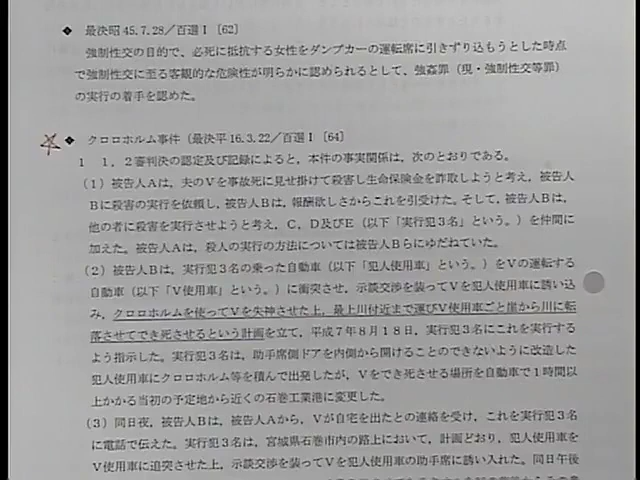 ❖ 最決昭45.7.28／百選Ⅰ［62］
強制性交の目的で、必死に抵抗する女性をダンプカーの運転席に引きずり込もうとした時点
で強制性交に至る客観的な危険性が明らかに認められるとして、強姦罪（現・強制性交等罪）
の実行の着手を認めた。
❖ クロロホルム事件（最決平16.3.22／百選Ⅰ［64］
１ １，２審判決の認定及び記録によると，本件の事実関係は，次のとおりである。
（１）被告人Ａは，夫のＶを事故死に見せ掛けて殺害し生命保険金を詐取しようと考え，被告人
Ｂに殺害の実行を依頼し，被告人Ｂは，報酬欲しさからこれを引受けた。そして，被告人Ｂは，
他の者に殺害を実行させようと考え，Ｃ，Ｄ及びＥ（以下「実行犯３名」という。）を仲間に
加えた。被告人Ａは，殺人の実行の方法については被告人Ｂらにゆだねていた。
（２）被告人Ｂは，実行犯３名の乗った自動車（以下「犯人使用車」という。）をＶの運転する
自動車（以下「Ｖ使用車」という。）に衝突させ，示談交渉を装ってＶを犯人使用車に誘い込
み，クロロホルムを使ってＶを失神させた上，最上川付近まで運びＶ使用車ごと崖から川に転
落させてでき死させるという計画を立て，平成７年８月１８日，実行犯３名にこれを実行する
よう指示した。実行犯３名は，助手席側ドアを内側から開けることのできないように改造した
犯人使用車にクロロホルム等を積んで出発したが，Ｖをでき死させる場所を自動車で１時間以
上かかる当初の予定地から近くの石巻工業港に変更した。
（３）同日夜，被告人Ｂは，被告人Ａから，Ｖが自宅を出たとの連絡を受け，これを実行犯３名
に電話で伝えた。実行犯３名は，宮城県石巻市内の路上において，計画どおり，犯人使用車を
Ｖ使用車に追突させた上，示談交渉を装ってＶを犯人使用車の助手席に誘い入れた。同日午後